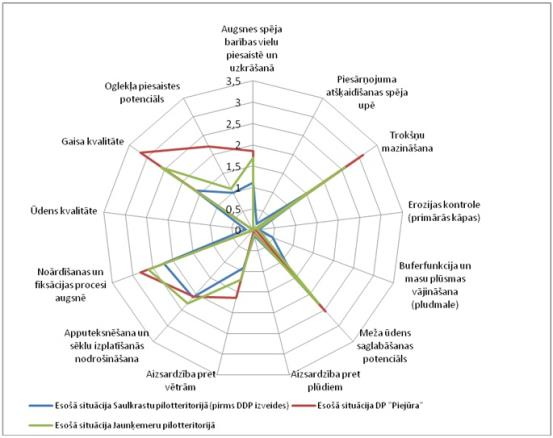 Augsnes spēja
barības vielu
piesaistē un
uzkrāšanā
Piesārņojuma
atšķaidīšanas spēja
upē
Trokšņu
mazināšana
Erozijas kontrole
(primārās kāpas)
Buferfunkcija un
masu plūsmas
vājināšana
(pludmale)
Meža ūdens
saglabāšanas
potenciāls
Aizsardzība pret
plūdiem
Aizsardzība pret
vētrām
Apputeksnēšana un
sēklu izplatīšanās
nodrošināšana
Noārdīšanas un
fiksācijas procesi
augsnē
Ūdens kvalitāte
Gaisa kvalitāte
Oglekļa piesaistes
potenciāls
3,5
3
2,5
2
1,5
1
0,5
0
Esošā situācija Saulkrastu pilotteritorijā (pirms DDP izveides)
Esošā situācija DP "Piejūra"
Esošā situācija Jaunķemeru pilotteritorijā